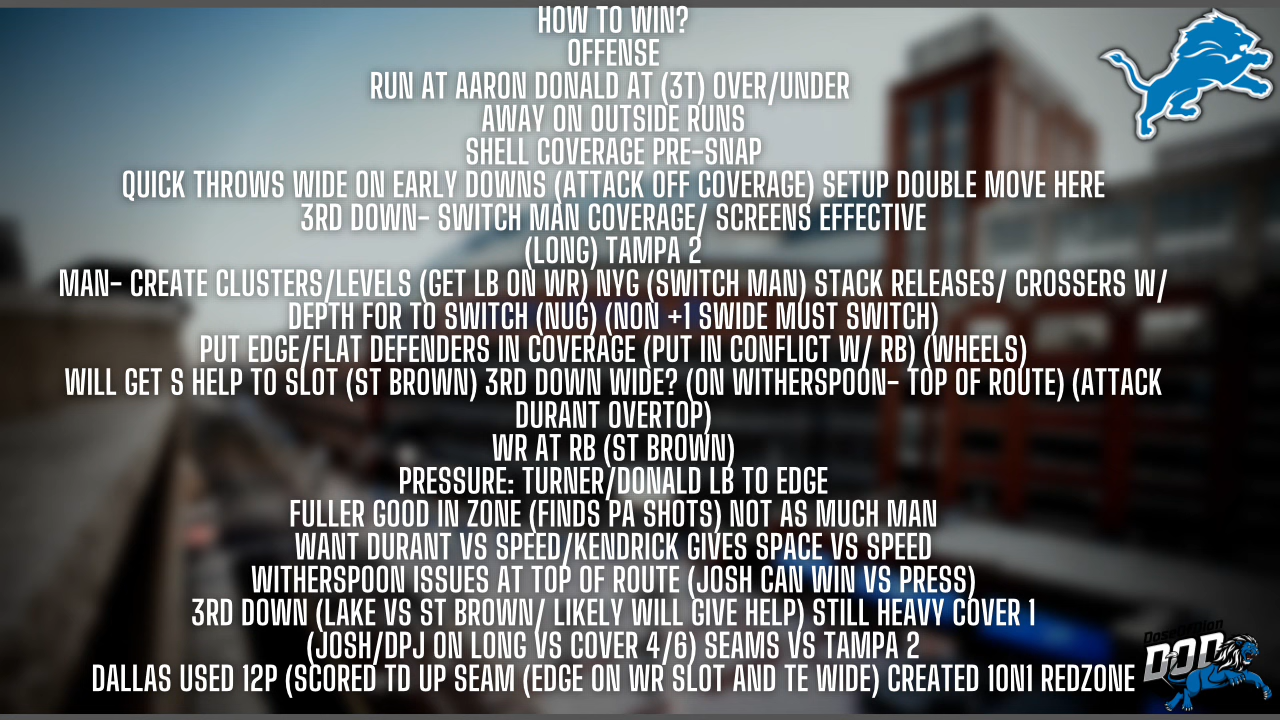 HOW TO WIN?
OFFENSE
RUN AT AARON DONALD AT (3T) OVER/UNDER
AWAY ON OUTSIDE RUNS
SHELL COVERAGE PRE-SNAP
QUICK THROWS WIDE ON EARLY DOWNS (ATTACK OFF COVERAGE) SETUP DOUBLE MOVE HERE
3RD DOWN- SWITCH MAN COVERAGE/ SCREENS EFFECTIVE
(LONG) TAMPA 2
MAN- CREATE CLUSTERS/LEVELS (GET LB ON WR) NYG (SWITCH MAN) STACK RELEASES/ CROSSERS W/
DEPTH FOR TO SWITCH (NUG) (NON +1 SWIDE MUST SWITCH)
PUT EDGE/FLAT DEFENDERS IN COVERAGE (PUT IN CONFLICT W/ RB) (WHEELS)
WILL GET S HELP TO SLOT (ST BROWN) 3RD DOWN WIDE? (ON WITHERSPOON- TOP OF ROUTE) (ATTACK
DURANT OVERTOP)
WR AT RB (ST BROWN)
PRESSURE: TURNER/DONALD LB TO EDGE
FULLER GOOD IN ZONE (FINDS PA SHOTS) NOT AS MUCH MAN
WANT DURANT VS SPEED/KENDRICK GIVES SPACE VS SPEED
WITHERSPOON ISSUES AT TOP OF ROUTE (JOSH CAN WIN VS PRESS)
3RD DOWN (LAKE VS ST BROWN/ LIKELY WILL GIVE HELP) STILL HEAVY COVER 1
(JOSH/DPJ ON LONG VS COVER 4/6) SEAMS VS TAMPA 2
DALLAS USED 12P (SCORED TD UP SEAM (EDGE ON WR SLOT AND TE WIDE) CREATED 1ON1 REDZONE
DOD